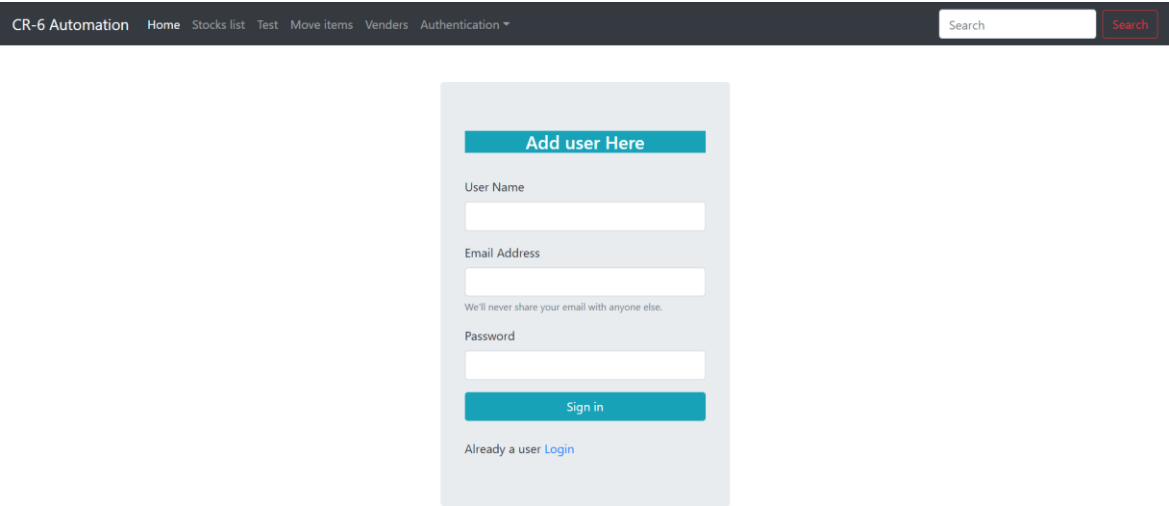 CR-6 Automation Home Stocks list Test Move items Venders Authentication Search Search
Add user Here
User Name
Email Address
We'll never share your email with anyone else.
Password
Sign in
Already a user Login